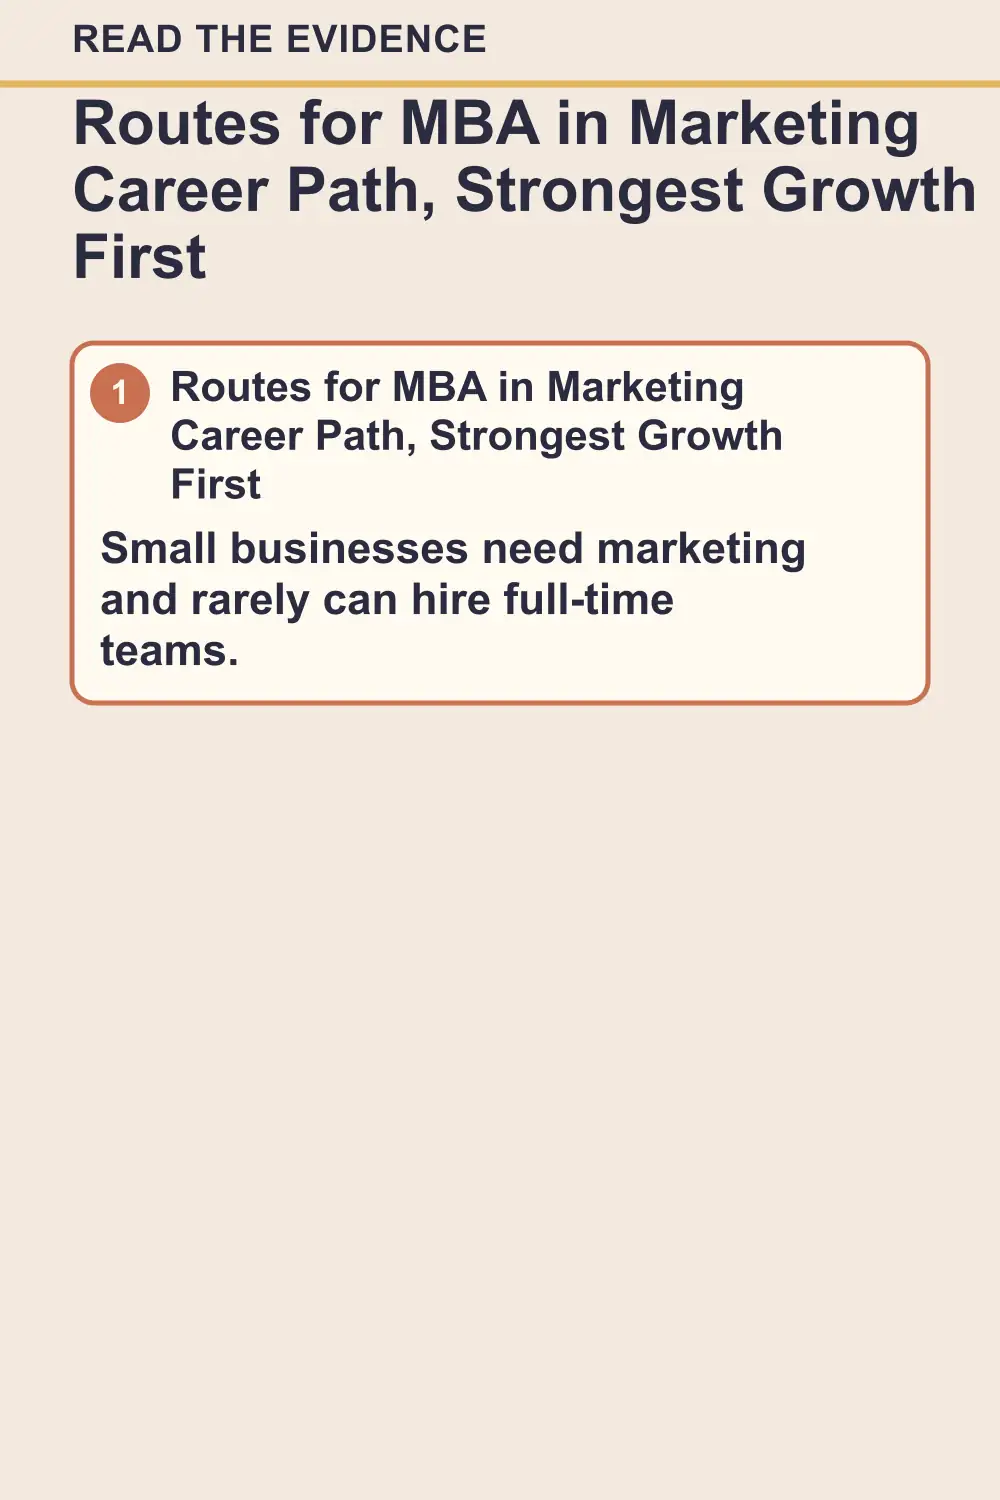 READ THE EVIDENCE
Routes for MBA in Marketing
Career Path, Strongest Growth
First
1
Routes for MBA in Marketing
Career Path, Strongest Growth
First
Small businesses need marketing
and rarely can hire full-time
teams.